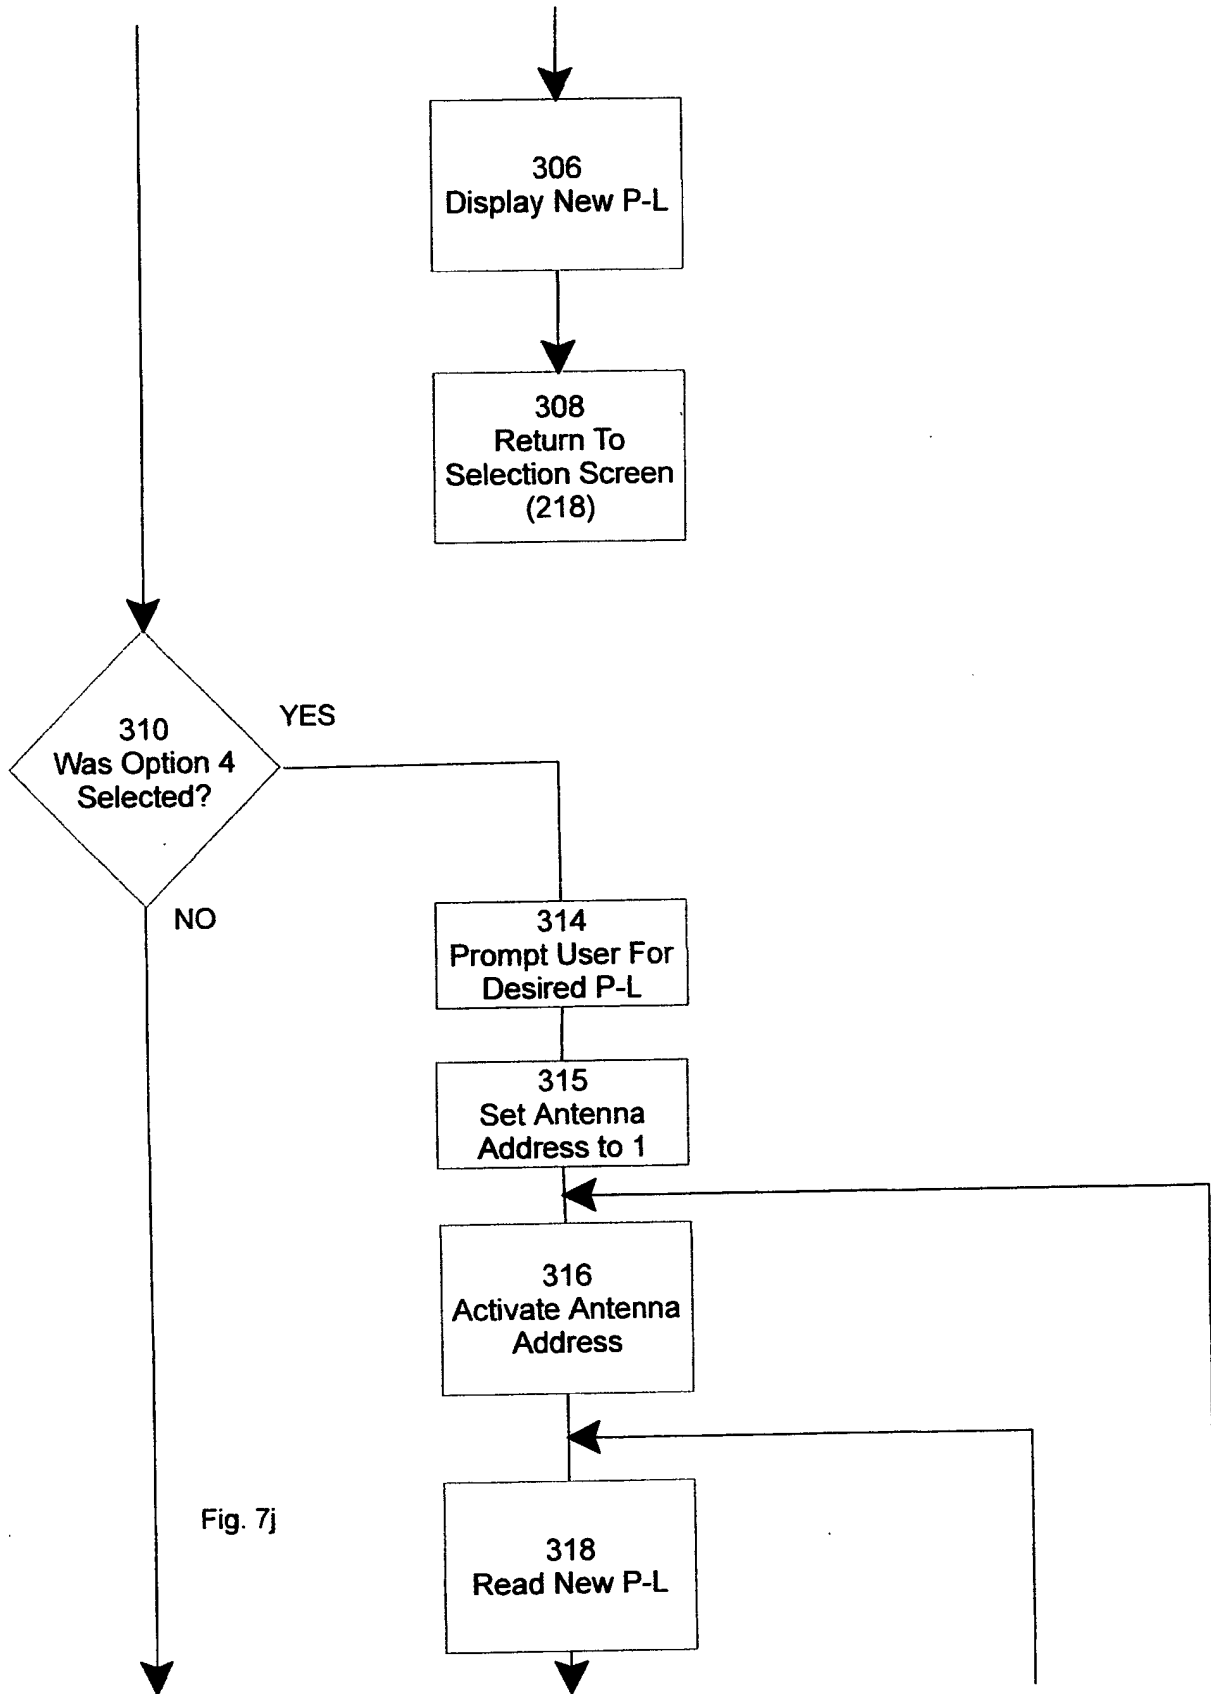 306
Display New P-L
308
Return To
Selection Screen
(218)
310
Was Option 4
Selected?
YES
NO
314
Prompt User For
Desired P-L
315
Set Antenna
Address to 1
316
Activate Antenna
Address
318
Read New P-L
Fig. 7j